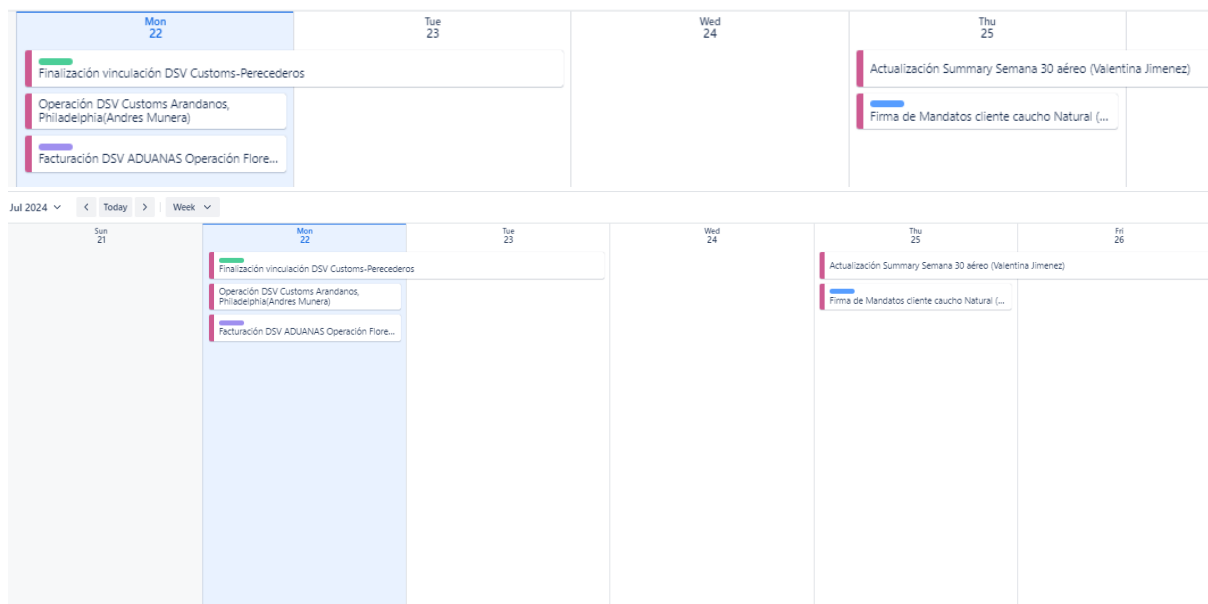 Mon
22
Tue
23
Wed
24
Thu
25
Finalización vinculación DSV Customs-Perecederos
Actualización Summary Semana 30 aéreo (Valentina Jimenez)
Operación DSV Customs Arandanos,
Philadelphia(Andres Munera)
Firma de Mandatos cliente caucho Natural (...
Facturación DSV ADUANAS Operación Flore...
Jul 2024
Today
Week
Sun
21
Mon
22
Tue
23
Wed
24
Thu
25
Fri
26
Finalización vinculación DSV Customs-Perecederos
Actualización Summary Semana 30 aéreo (Valentina Jimenez)
Operación DSV Customs Arandanos,
Philadelphia(Andres Munera)
Firma de Mandatos cliente caucho Natural (...
Facturación DSV ADUANAS Operación Flore...